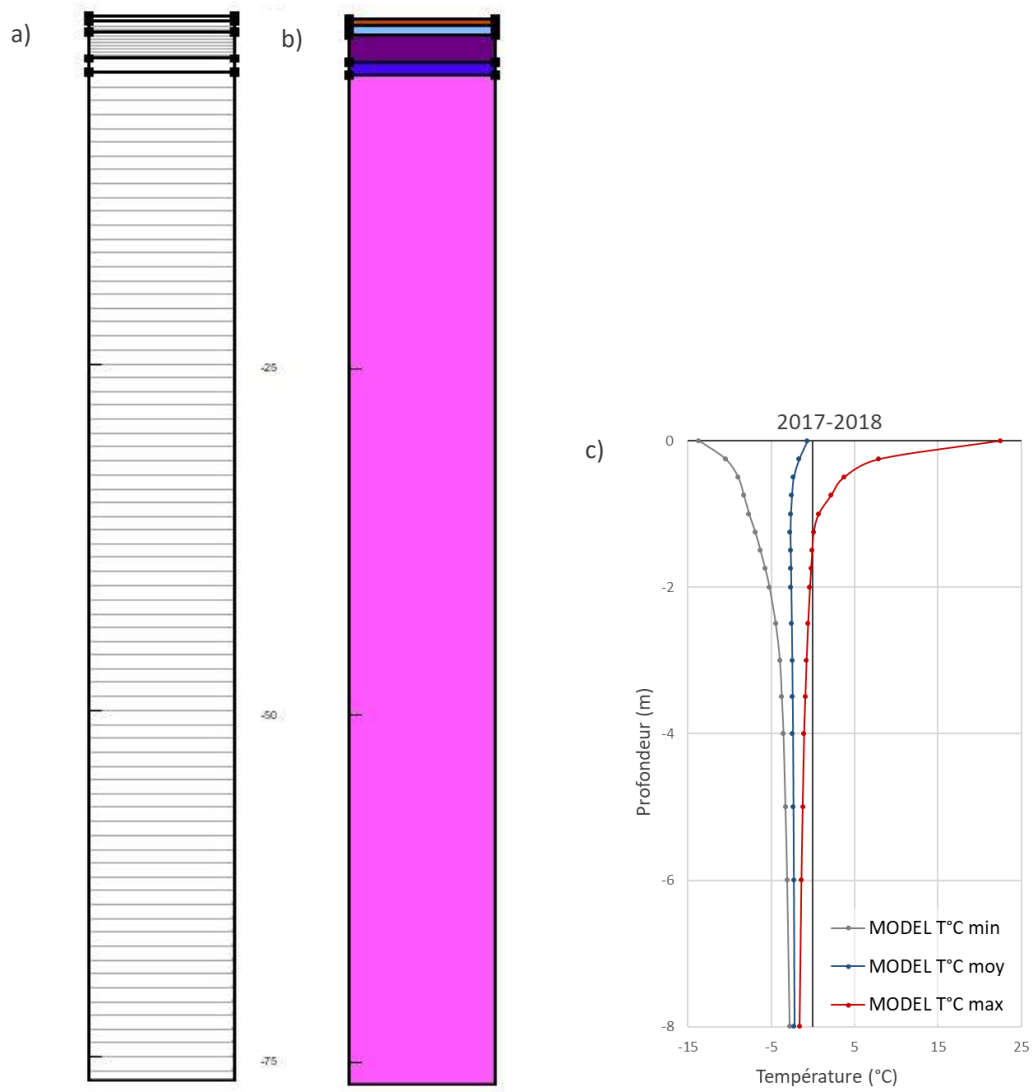 a)
b)
-25
-50
-75
c)
2017-2018
0
-2
-4
-6
-8
Profondeur (m)
MODEL T°C min
MODEL T°C moy
MODEL T°C max
-15
-5
5
15
25
Température (°C)